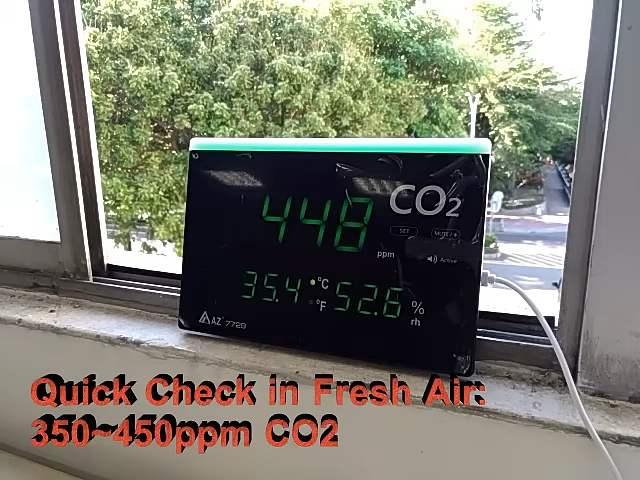 448
CO2
SET
MUTE/
ppm
Active
35.4 °C
°F
52.6 %
rh
AZ 7729
Quick Check in Fresh Air:
350~450ppm CO2